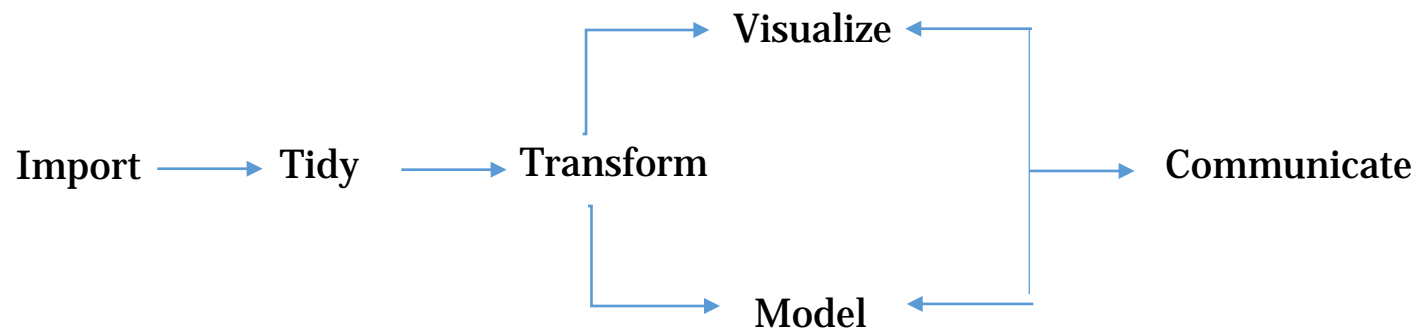 Visualize
Import
Tidy
Transform
Communicate
Model